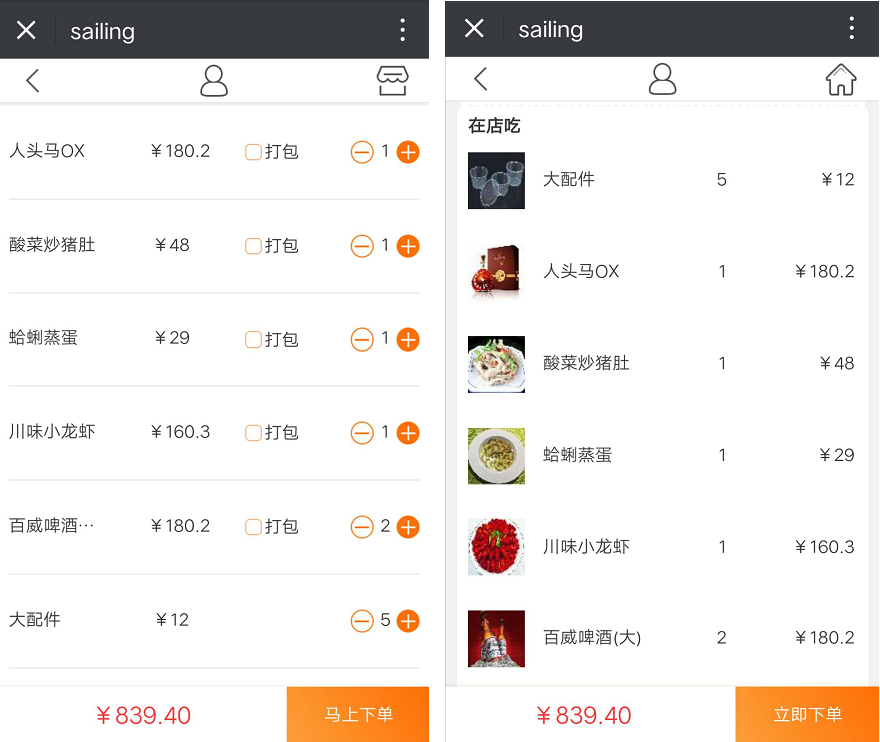 sailing
人头马OX ￥180.2 打包 1
酸菜炒猪肚 ￥48 打包 1
蛤蜊蒸蛋 ￥29 打包 1
川味小龙虾 ￥160.3 打包 1
百威啤酒… ￥180.2 打包 2
大配件 ￥12 5
￥839.40 马上下单
sailing
在店吃
大配件 5 ￥12
人头马OX 1 ￥180.2
酸菜炒猪肚 1 ￥48
蛤蜊蒸蛋 1 ￥29
川味小龙虾 1 ￥160.3
百威啤酒(大) 2 ￥180.2
￥839.40 立即下单